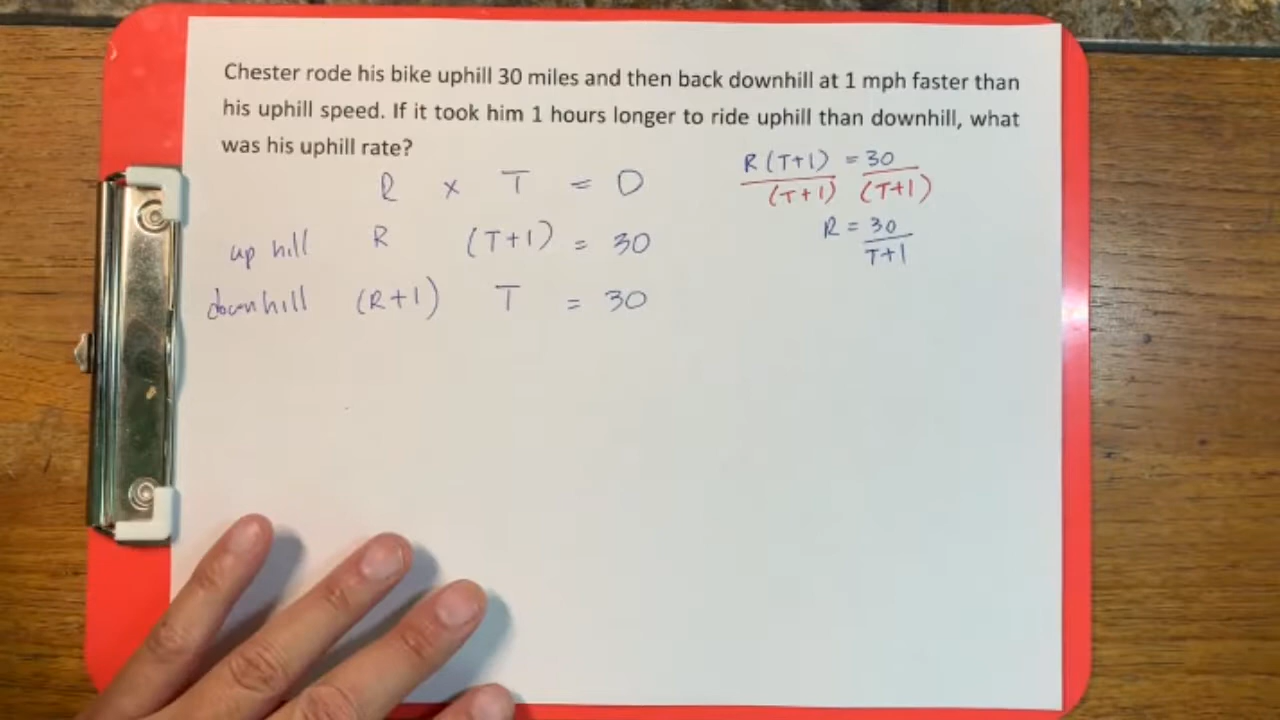 Chester rode his bike uphill 30 miles and then back downhill at 1 mph faster than
his uphill speed. If it took him 1 hours longer to ride uphill than downhill, what
was his uphill rate?
R × T = D
up hill R (T+1) = 30
downhill (R+1) T = 30
R(T+1) = 30
(T+1) (T+1)
R = 30
T+1